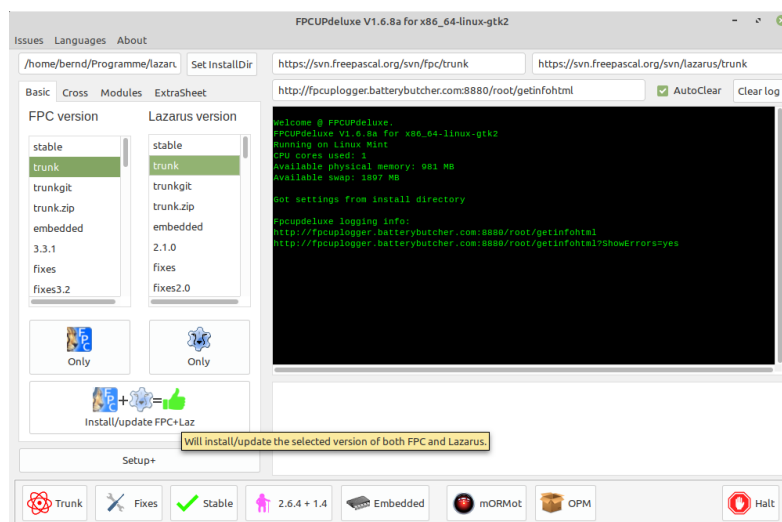 FPCUPdeluxe V1.6.8a for x86_64-linux-gtk2
Issues Languages About
/home/bernd/Programme/lazaru Set InstallDir https://svn.freepascal.org/svn/fpc/trunk https://svn.freepascal.org/svn/lazarus/trunk
Basic Cross Modules ExtraSheet http://fpcuplogger.batterybutcher.com:8880/root/getinfohtml AutoClear Clear log
FPC version Lazarus version
stable
trunk
trunkgit
trunk.zip
embedded
3.3.1
fixes
fixes3.2
stable
trunk
trunkgit
trunk.zip
embedded
2.1.0
fixes
fixes2.0
FPC
Only
Only
FPC + =
Install/update FPC+Laz
Setup+
Welcome @ FPCUPdeluxe.
FPCUPdeluxe V1.6.8a for x86_64-linux-gtk2
Running on Linux Mint
CPU cores used: 1
Available physical memory: 981 MB
Available swap: 1897 MB
Got settings from install directory
Fpcupdeluxe logging info:
http://fpcuplogger.batterybutcher.com:8880/root/getinfohtml
http://fpcuplogger.batterybutcher.com:8880/root/getinfohtml?ShowErrors=yes
Will install/update the selected version of both FPC and Lazarus.
Trunk Fixes Stable 2.6.4 + 1.4 Embedded mORMot OPM Halt